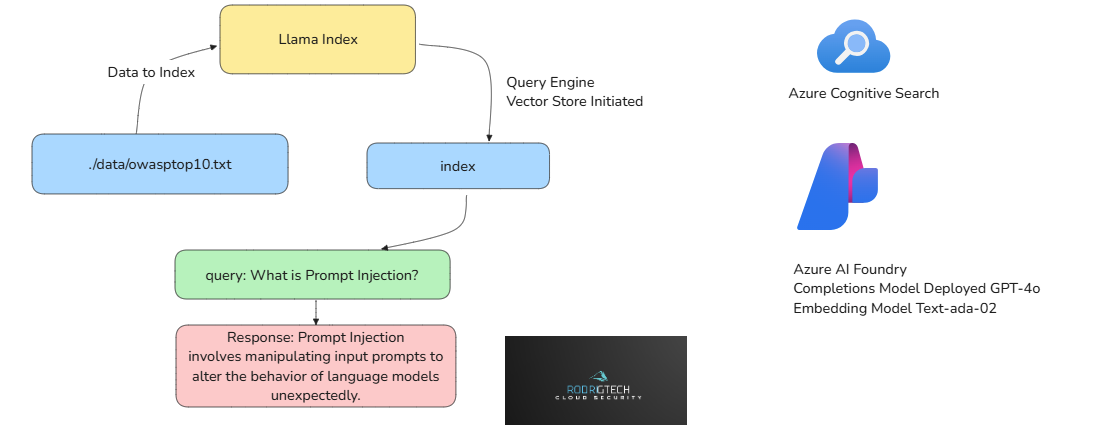 Llama Index
Data to Index
Query Engine
Vector Store Initiated
./data/owasptop10.txt
index
query: What is Prompt Injection?
Response: Prompt Injection
involves manipulating input prompts to
alter the behavior of language models
unexpectedly.
RODRIGTECH
CLOUD SECURITY
Azure Cognitive Search
Azure AI Foundry
Completions Model Deployed GPT-4o
Embedding Model Text-ada-02